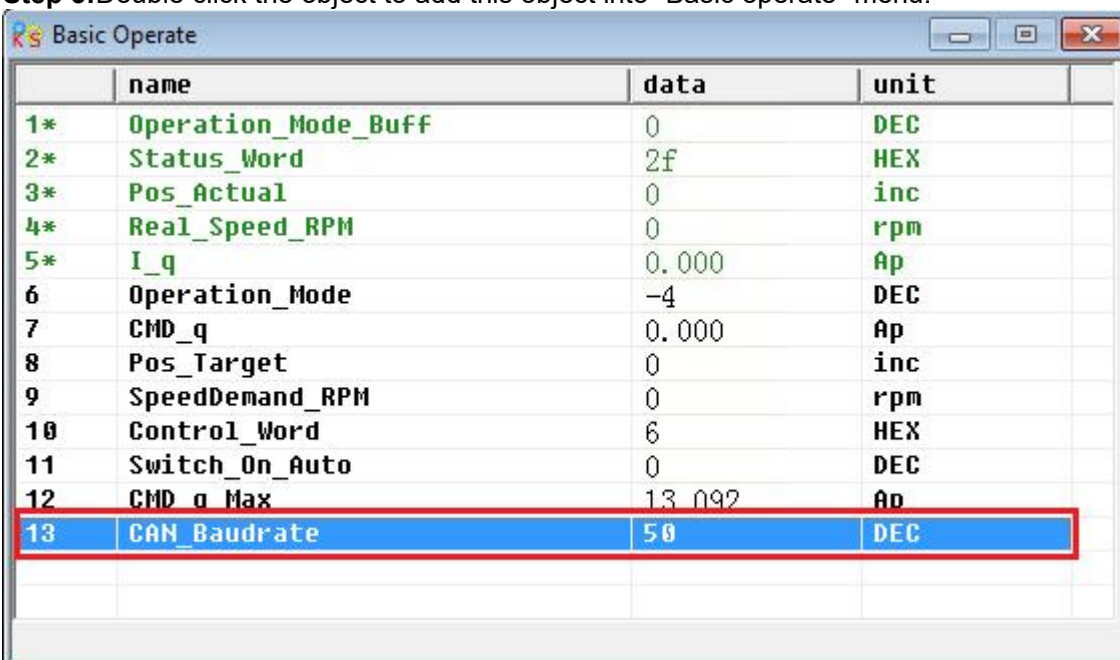 Double click the object to add this object into "Basic operate" menu.
Basic Operate
name data unit
1* Operation_Mode_Buff 0 DEC
2* Status_Word 2f HEX
3* Pos_Actual 0 inc
4* Real_Speed_RPM 0 rpm
5* I_q 0.000 Ap
6 Operation_Mode -4 DEC
7 CMD_q 0.000 Ap
8 Pos_Target 0 inc
9 SpeedDemand_RPM 0 rpm
10 Control_Word 6 HEX
11 Switch_On_Auto 0 DEC
12 CMD_q_Max 13.092 Ap
13 CAN_Baudrate 50 DEC